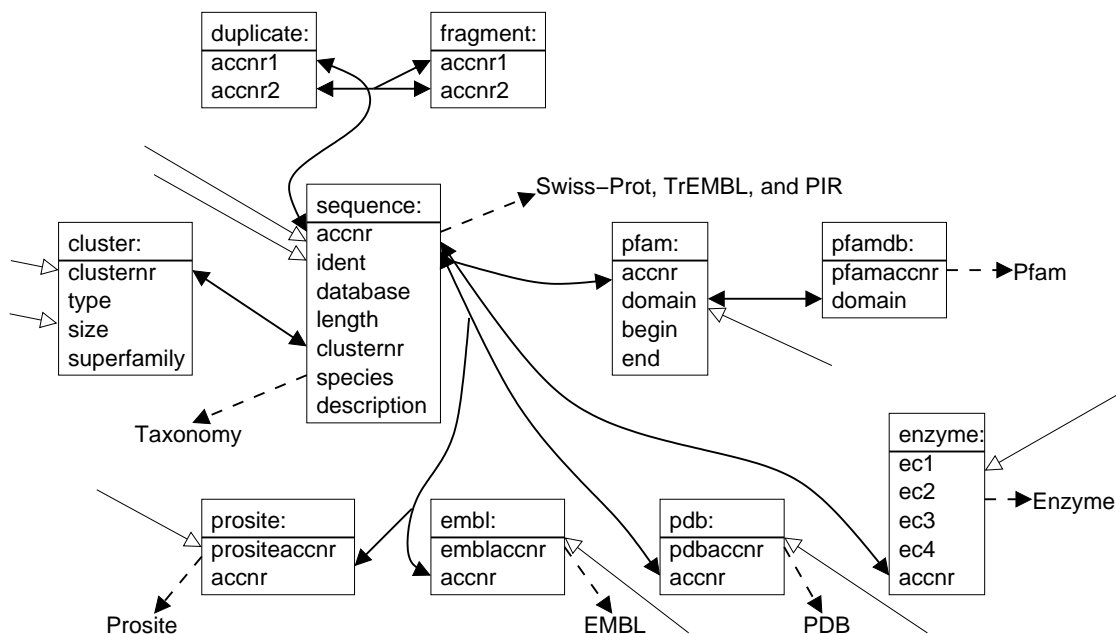 duplicate:
accnr1
accnr2
fragment:
accnr1
accnr2
Swiss−Prot, TrEMBL, and PIR
sequence:
accnr
ident
database
length
clusternr
species
description
cluster:
clusternr
type
size
superfamily
pfam:
accnr
domain
begin
end
pfamdb:
pfamaccnr
domain
Pfam
Taxonomy
enzyme:
ec1
ec2
ec3
ec4
accnr
Enzyme
prosite:
prositeaccnr
accnr
embl:
emblaccnr
accnr
pdb:
pdbaccnr
accnr
Prosite
EMBL
PDB